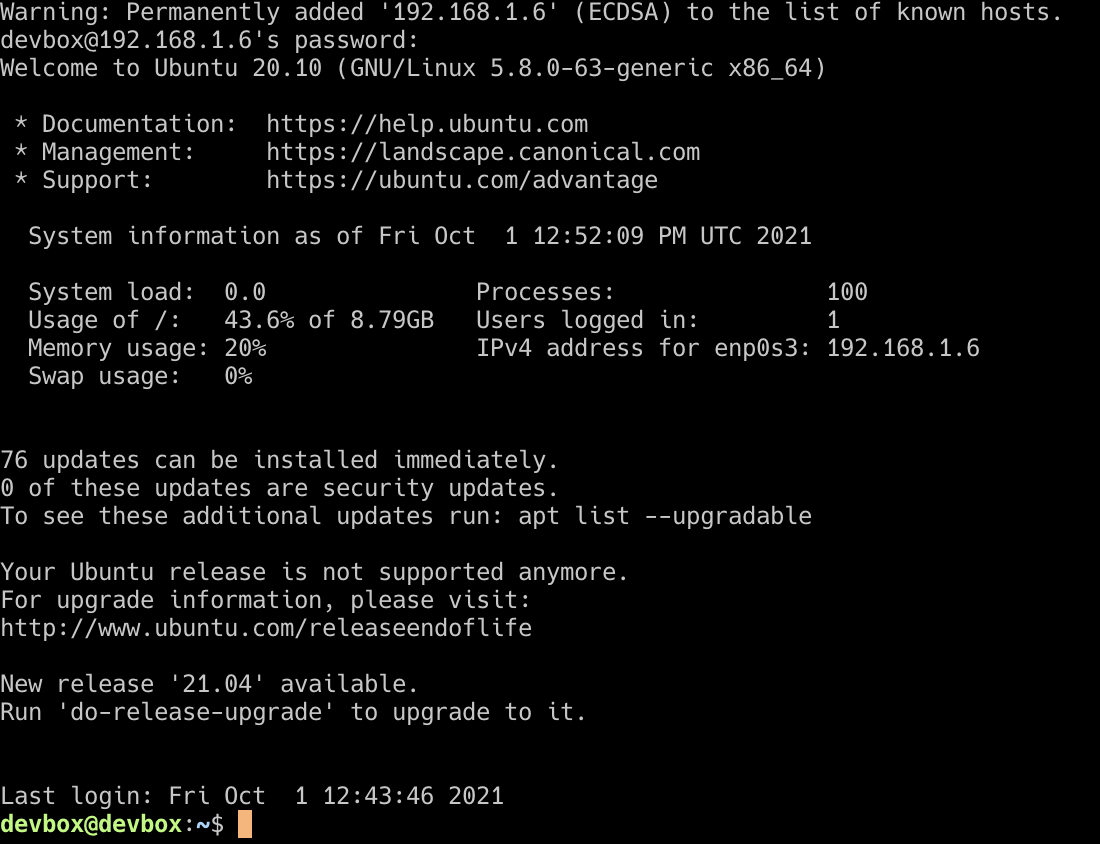 Warning: Permanently added '192.168.1.6' (ECDSA) to the list of known hosts.
devbox@192.168.1.6's password:
Welcome to Ubuntu 20.10 (GNU/Linux 5.8.0-63-generic x86_64)

 * Documentation:  https://help.ubuntu.com
 * Management:     https://landscape.canonical.com
 * Support:        https://ubuntu.com/advantage

  System information as of Fri Oct  1 12:52:09 PM UTC 2021

  System load:  0.0               Processes:               100
  Usage of /:   43.6% of 8.79GB   Users logged in:         1
  Memory usage: 20%               IPv4 address for enp0s3: 192.168.1.6
  Swap usage:   0%


76 updates can be installed immediately.
0 of these updates are security updates.
To see these additional updates run: apt list --upgradable

Your Ubuntu release is not supported anymore.
For upgrade information, please visit:
http://www.ubuntu.com/releaseendoflife

New release '21.04' available.
Run 'do-release-upgrade' to upgrade to it.


Last login: Fri Oct  1 12:43:46 2021
devbox@devbox:~$